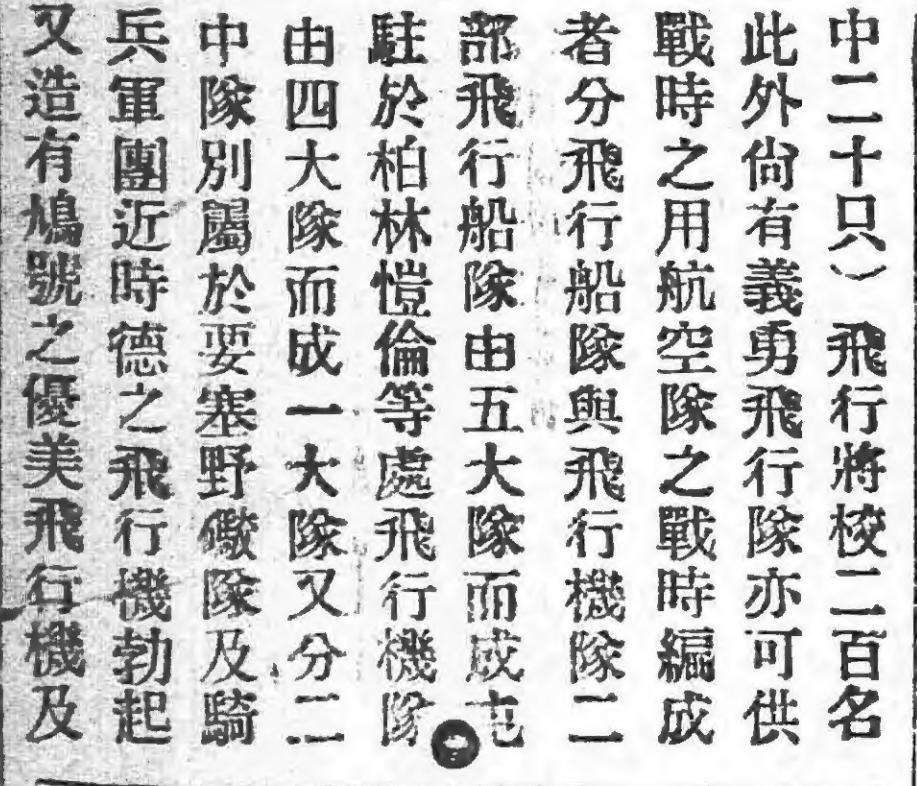 中二十只）飛行將校二百名
此外尙有義勇飛行隊亦可供
戰時之用航空隊之戰時編成
者分飛行船隊與飛行機隊二
部飛行船隊由五大隊而成屯
駐於柏林愷倫等處飛行機隊
由四大隊而成一大隊又分二
中隊別屬於要塞野儌隊及騎
兵軍團近時德之飛行機勃起
又造有鳩號之優美飛行機及